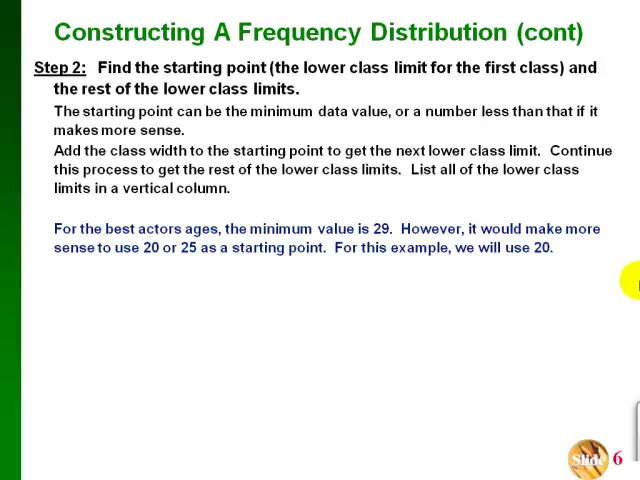 Constructing A Frequency Distribution (cont)
Step 2: Find the starting point (the lower class limit for the first class) and
the rest of the lower class limits.
The starting point can be the minimum data value, or a number less than that if it
makes more sense.
Add the class width to the starting point to get the next lower class limit. Continue
this process to get the rest of the lower class limits. List all of the lower class
limits in a vertical column.
For the best actors ages, the minimum value is 29. However, it would make more
sense to use 20 or 25 as a starting point. For this example, we will use 20.
Slide 6